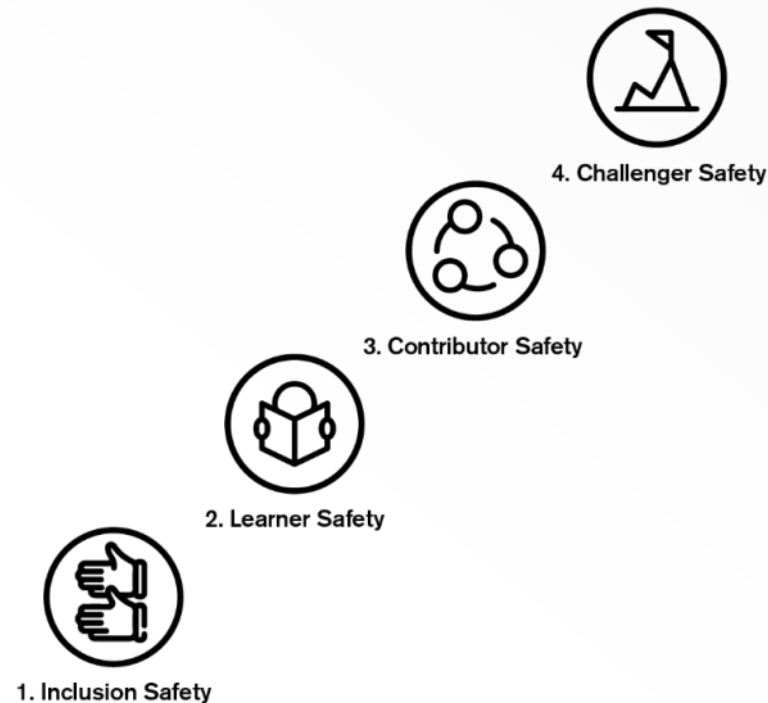 4. Challenger Safety
3. Contributor Safety
2. Learner Safety
1. Inclusion Safety